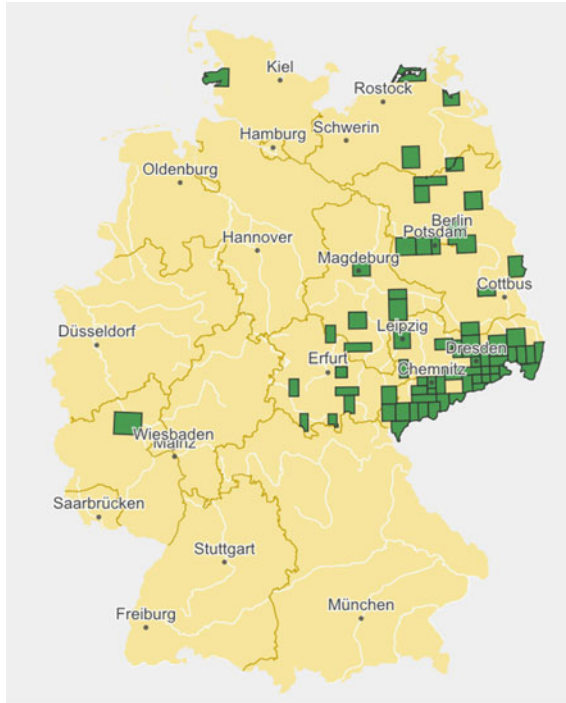 Kiel
Rostock
Hamburg
Schwerin
Oldenburg
Berlin
Potsdam
Hannover
Magdeburg
Cottbus
Düsseldorf
Leipzig
Dresden
Erfurt
Chemnitz
Wiesbaden
Mainz
Saarbrücken
Stuttgart
München
Freiburg